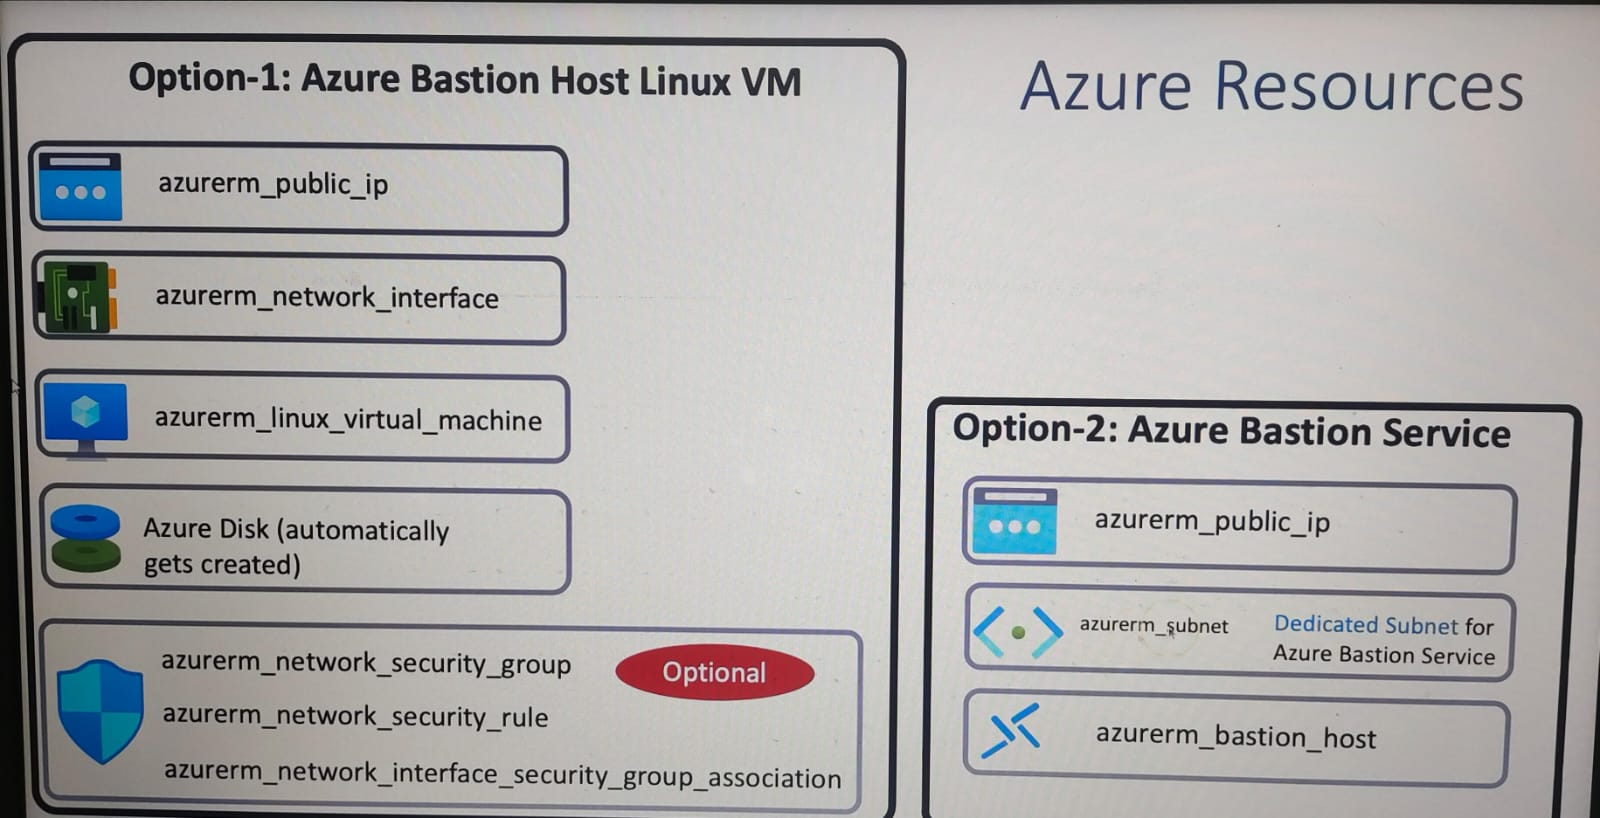 Option-1: Azure Bastion Host Linux VM
azurerm_public_ip
azurerm_network_interface
azurerm_linux_virtual_machine
Azure Disk (automatically
gets created)
azurerm_network_security_group
Optional
azurerm_network_security_rule
azurerm_network_interface_security_group_association
Azure Resources
Option-2: Azure Bastion Service
azurerm_public_ip
azurerm_subnet
Dedicated Subnet for
Azure Bastion Service
azurerm_bastion_host